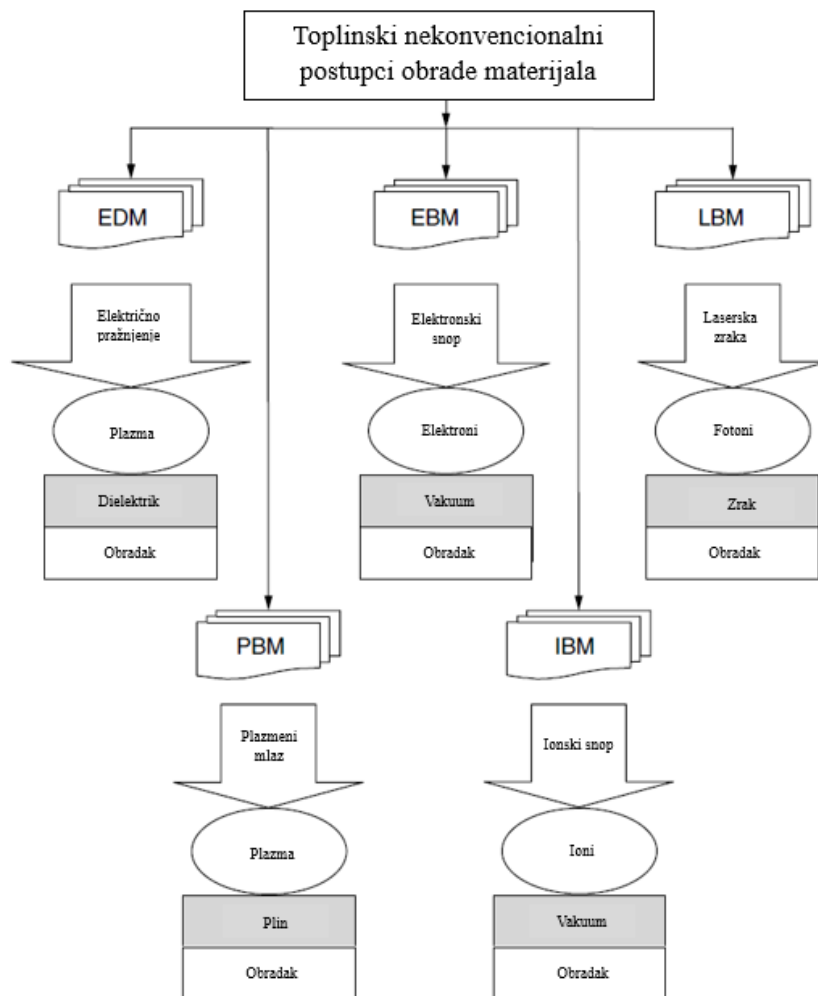 Toplinski nekonvencionalni
postupci obrade materijala
EDM
EBM
LBM
Električno
pražnjenje
Elektronski
snop
Laserska
zraka
Plazma
Elektroni
Fotoni
Dielektrik
Vakuum
Zrak
Obradak
Obradak
Obradak
PBM
IBM
Plazmeni
mlaz
Ionski snop
Plazma
Ioni
Plin
Vakuum
Obradak
Obradak